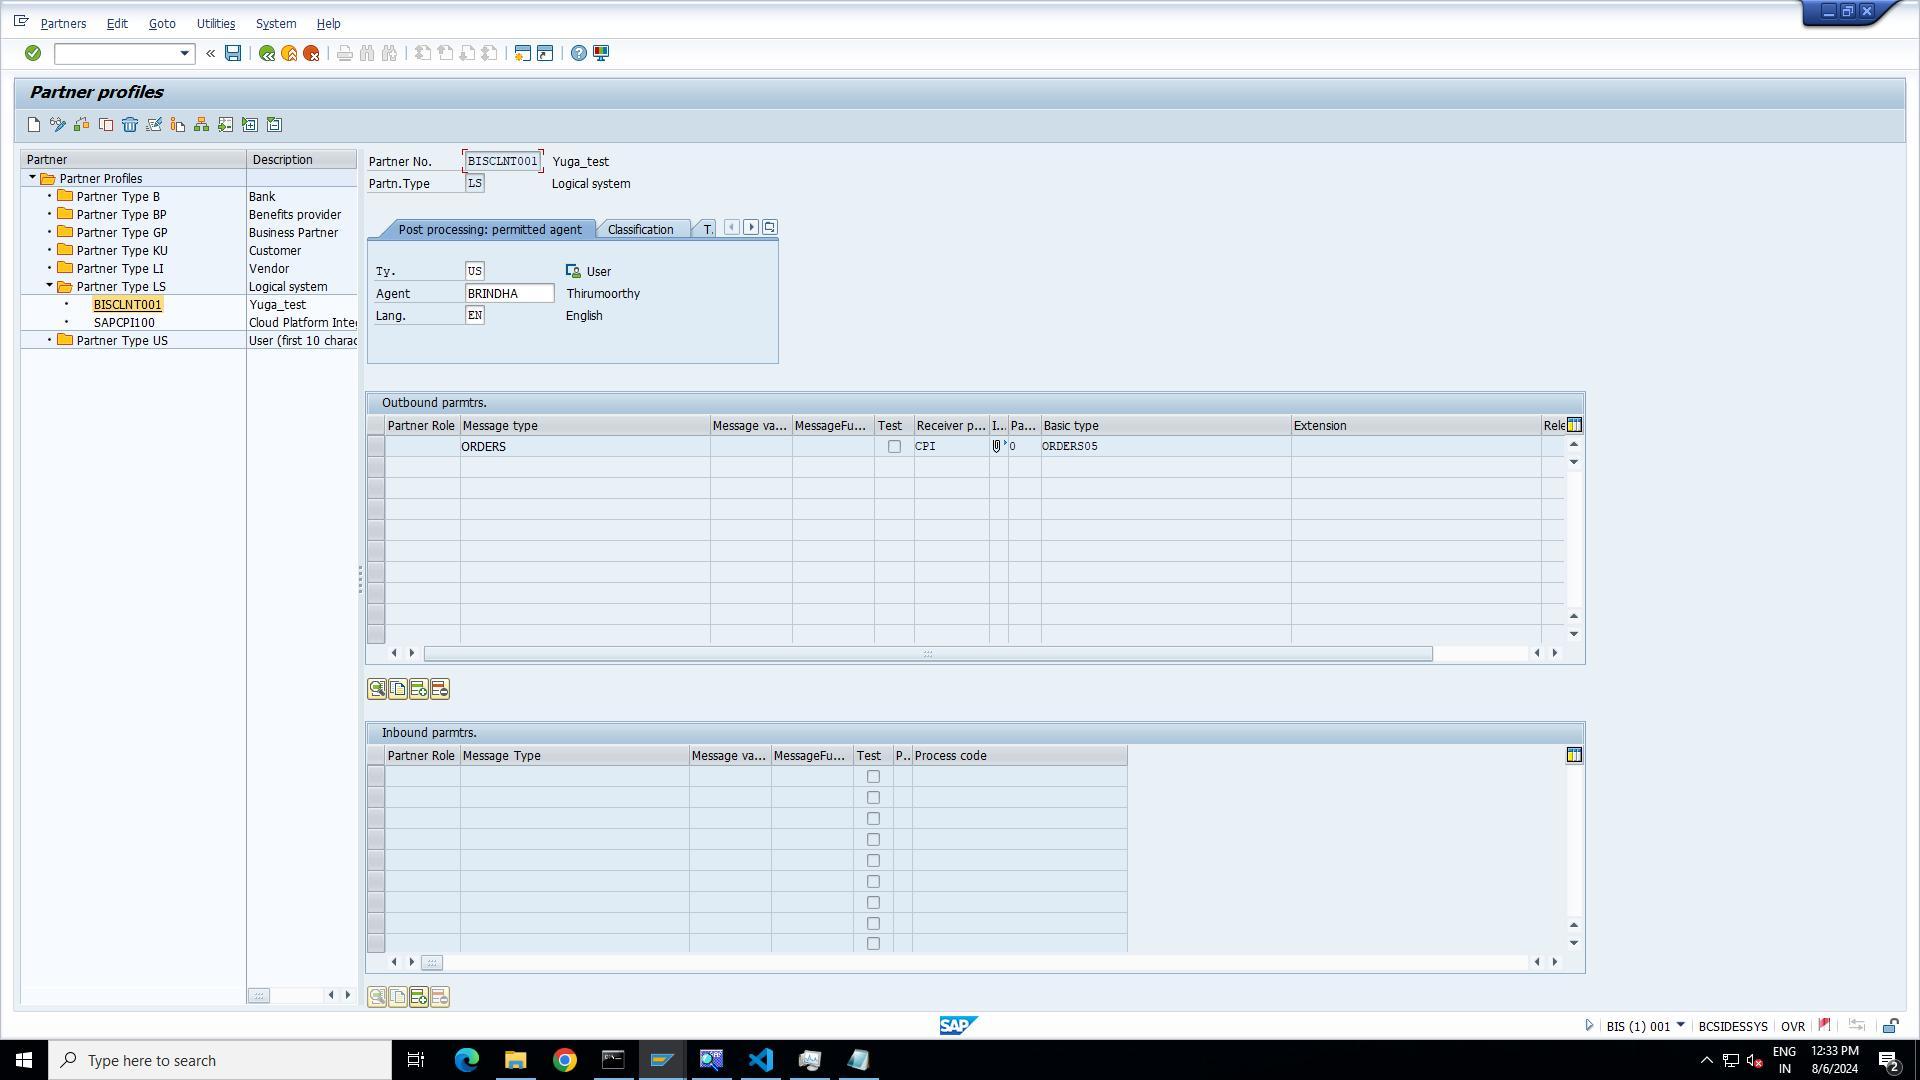 Partners Edit Goto Utilities System Help
Partner profiles
Partner Description
Partner Profiles
Partner Type B Bank
Partner Type BP Benefits provider
Partner Type GP Business Partner
Partner Type KU Customer
Partner Type LI Vendor
Partner Type LS Logical system
BISCLNT001 Yuga_test
SAPCPI100 Cloud Platform Integ
Partner Type US User (first 10 charac
Partner No. BISCLNT001 Yuga_test
Partn.Type LS Logical system
Post processing: permitted agent Classification T.
Ty. US User
Agent BRINDHA Thirumoorthy
Lang. EN English
Outbound parmtrs.
Partner Role Message type Message va... MessageFu... Test Receiver p... I... Pa... Basic type Extension Rele
ORDERS CPI 0 ORDERS05
Inbound parmtrs.
Partner Role Message Type Message va... MessageFu... Test P.. Process code
SAP
BIS (1) 001 BCSIDESSYS OVR
Type here to search
ENG 12:33 PM
IN 8/6/2024
2